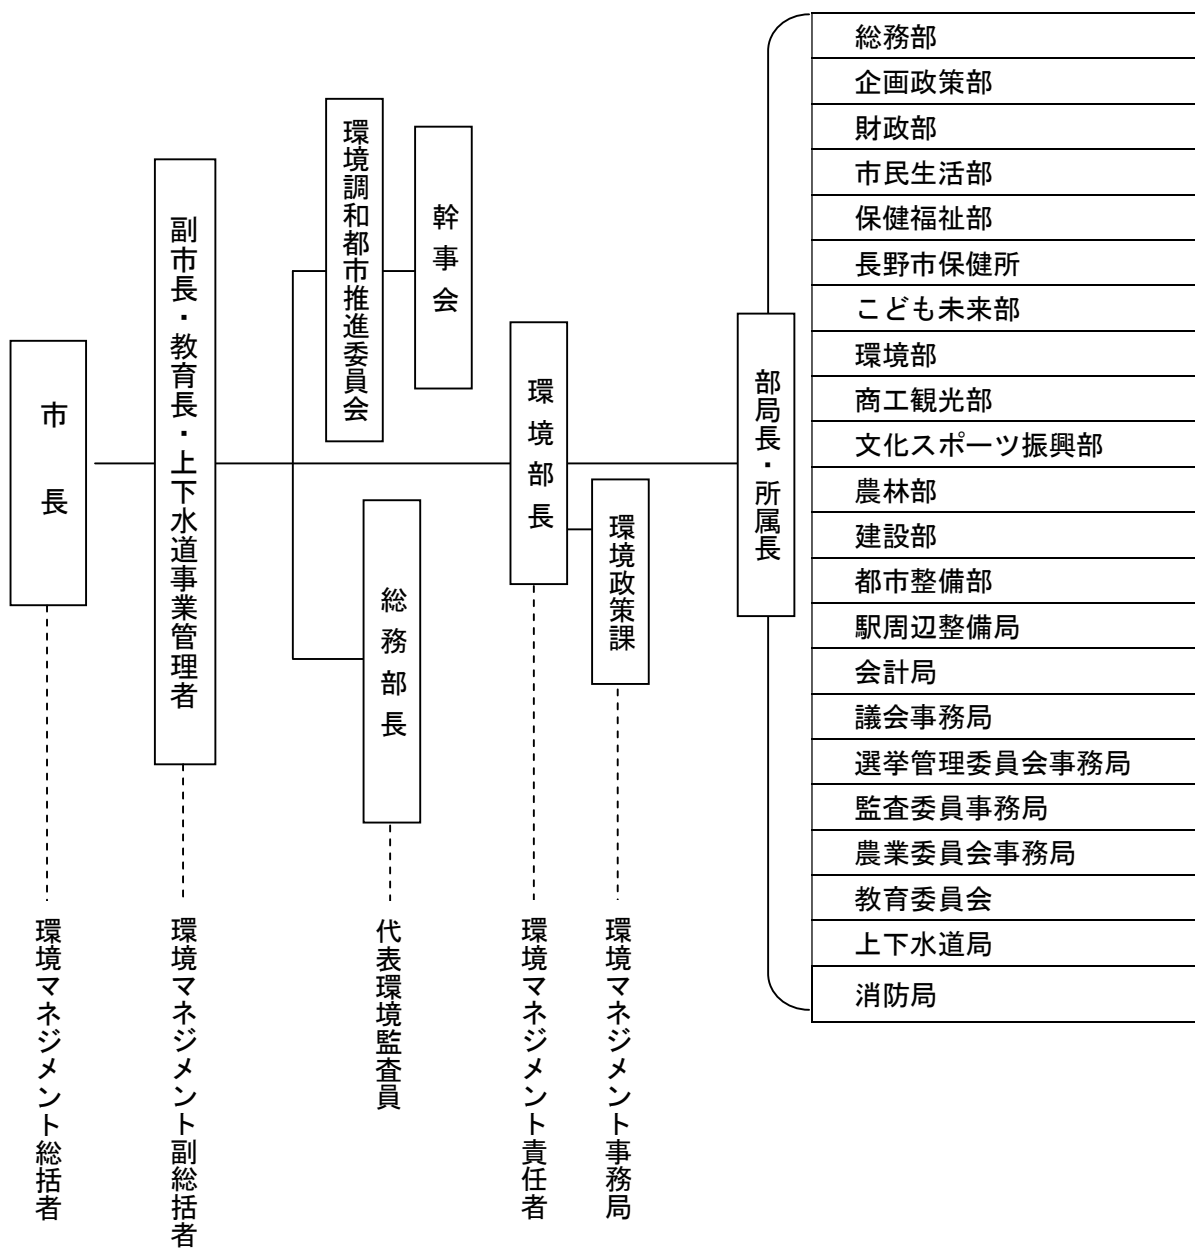 市長
副市長・教育長・上下水道事業管理者
環境調和都市推進委員会
幹事会
総務部長
環境部長
環境政策課
部局長・所属長
総務部
企画政策部
財政部
市民生活部
保健福祉部
長野市保健所
こども未来部
環境部
商工観光部
文化スポーツ振興部
農林部
建設部
都市整備部
駅周辺整備局
会計局
議会事務局
選挙管理委員会事務局
監査委員事務局
農業委員会事務局
教育委員会
上下水道局
消防局
環境マネジメント総括者
環境マネジメント副総括者
代表環境監査員
環境マネジメント責任者
環境マネジメント事務局